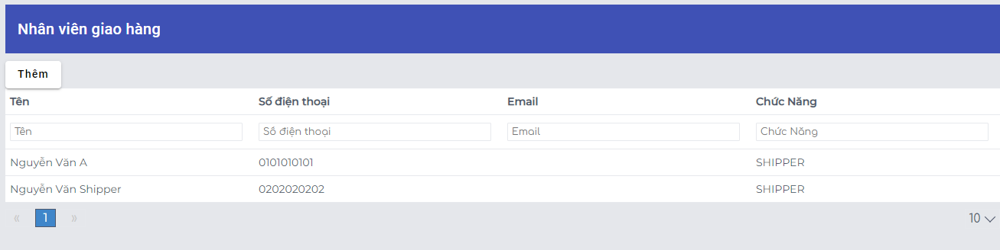 Nhân viên giao hàng
Thêm
Tên Số điện thoại Email Chức Năng
Tên Số điện thoại Email Chức Năng
Nguyễn Văn A 0101010101 SHIPPER
Nguyễn Văn Shipper 0202020202 SHIPPER
« 1 » 10